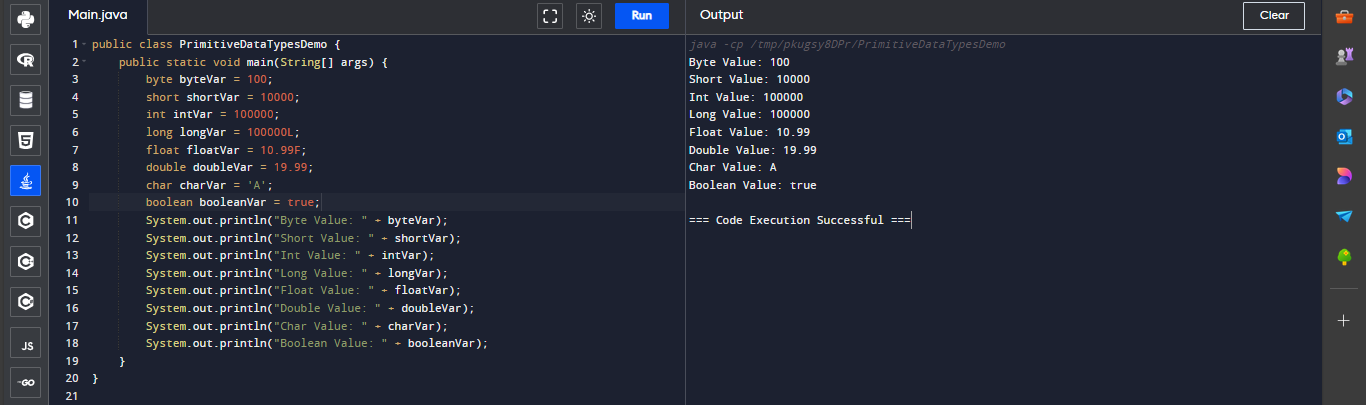 Main.java
Run
Output
Clear
1 public class PrimitiveDataTypesDemo {
2 public static void main(String[] args) {
3 byte byteVar = 100;
4 short shortVar = 10000;
5 int intVar = 100000;
6 long longVar = 100000L;
7 float floatVar = 10.99F;
8 double doubleVar = 19.99;
9 char charVar = 'A';
10 boolean booleanVar = true;
11 System.out.println("Byte Value: " + byteVar);
12 System.out.println("Short Value: " + shortVar);
13 System.out.println("Int Value: " + intVar);
14 System.out.println("Long Value: " + longVar);
15 System.out.println("Float Value: " + floatVar);
16 System.out.println("Double Value: " + doubleVar);
17 System.out.println("Char Value: " + charVar);
18 System.out.println("Boolean Value: " + booleanVar);
19 }
20 }
21
java -cp /tmp/pkugsy8DPr/PrimitiveDataTypesDemo
Byte Value: 100
Short Value: 10000
Int Value: 100000
Long Value: 100000
Float Value: 10.99
Double Value: 19.99
Char Value: A
Boolean Value: true
=== Code Execution Successful ===
R
5
C
C
JS
GO